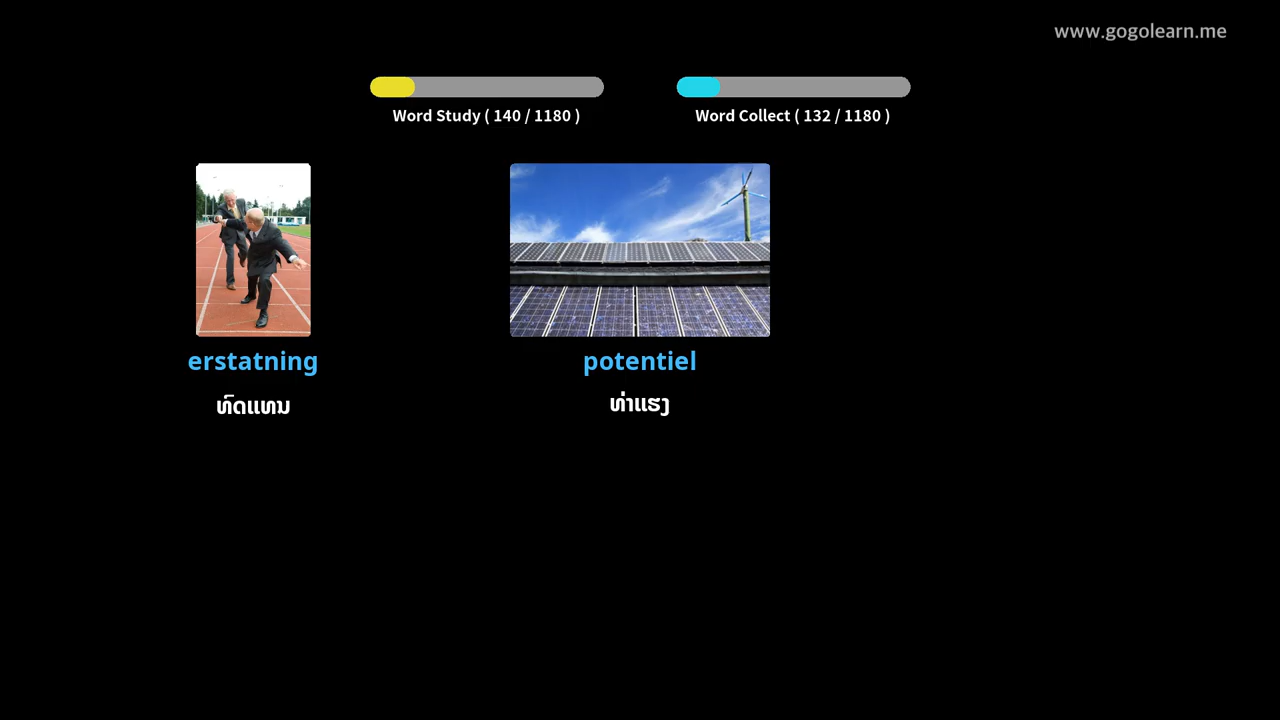 www.gogolearn.me
Word Study ( 140 / 1180 )
Word Collect ( 132 / 1180 )
erstatning
ທົດແທນ
potentiel
ທ່າແຮງ